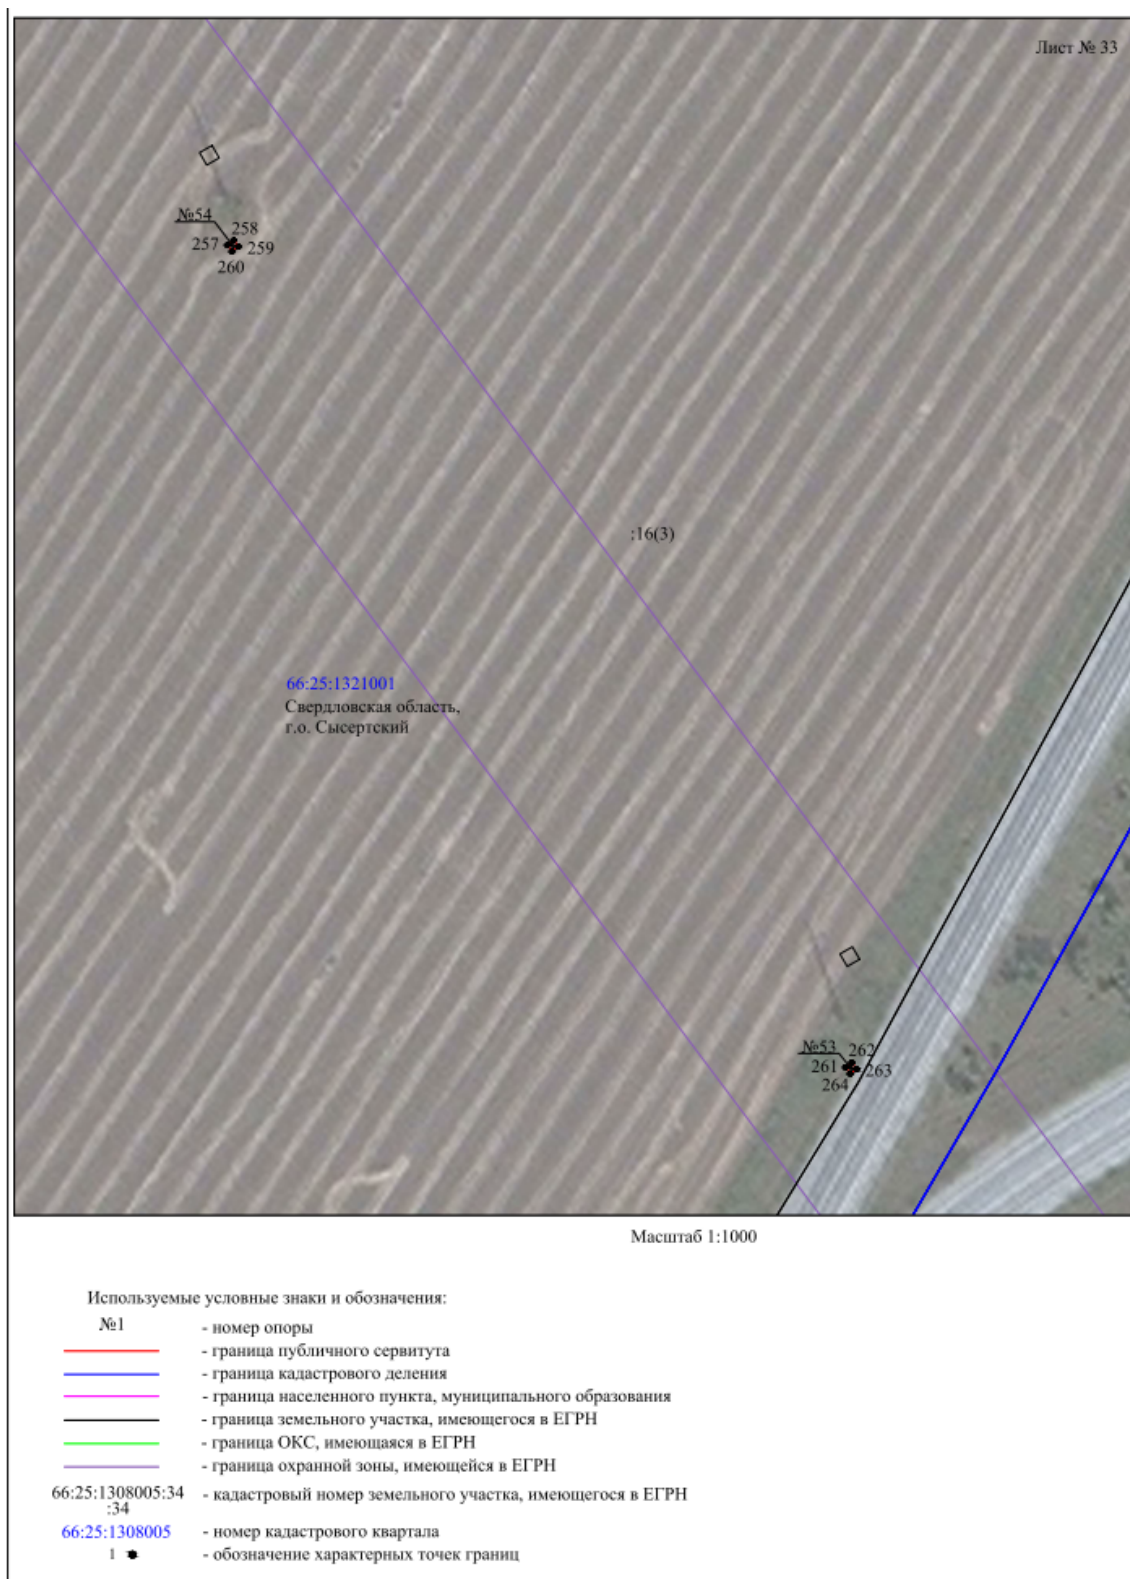 Лист № 33
№54
258
257
259
260
:16(3)
66:25:1321001
Свердловская область,
г.о. Сысертский
№53
262
261
263
264
Масштаб 1:1000
Используемые условные знаки и обозначения:
№1 - номер опоры
- граница публичного сервитута
- граница кадастрового деления
- граница населенного пункта, муниципального образования
- граница земельного участка, имеющегося в ЕГРН
- граница ОКС, имеющаяся в ЕГРН
- граница охранной зоны, имеющейся в ЕГРН
66:25:1308005:34 - кадастровый номер земельного участка, имеющегося в ЕГРН
:34
66:25:1308005 - номер кадастрового квартала
1 - обозначение характерных точек границ